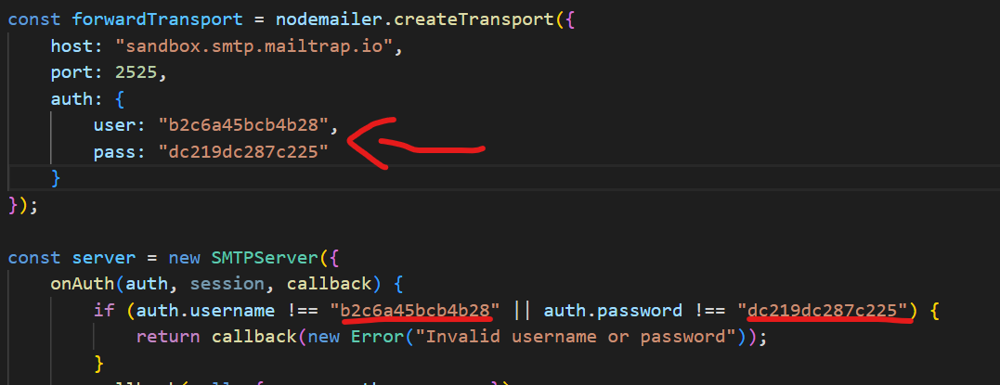 const forwardTransport = nodemailer.createTransport({
host: "sandbox.smtp.mailtrap.io",
port: 2525,
auth: {
user: "b2c6a45bcb4b28",
pass: "dc219dc287c225"
}
});
const server = new SMTPServer({
onAuth(auth, session, callback) {
if (auth.username !== "b2c6a45bcb4b28" || auth.password !== "dc219dc287c225") {
return callback(new Error("Invalid username or password"));
}